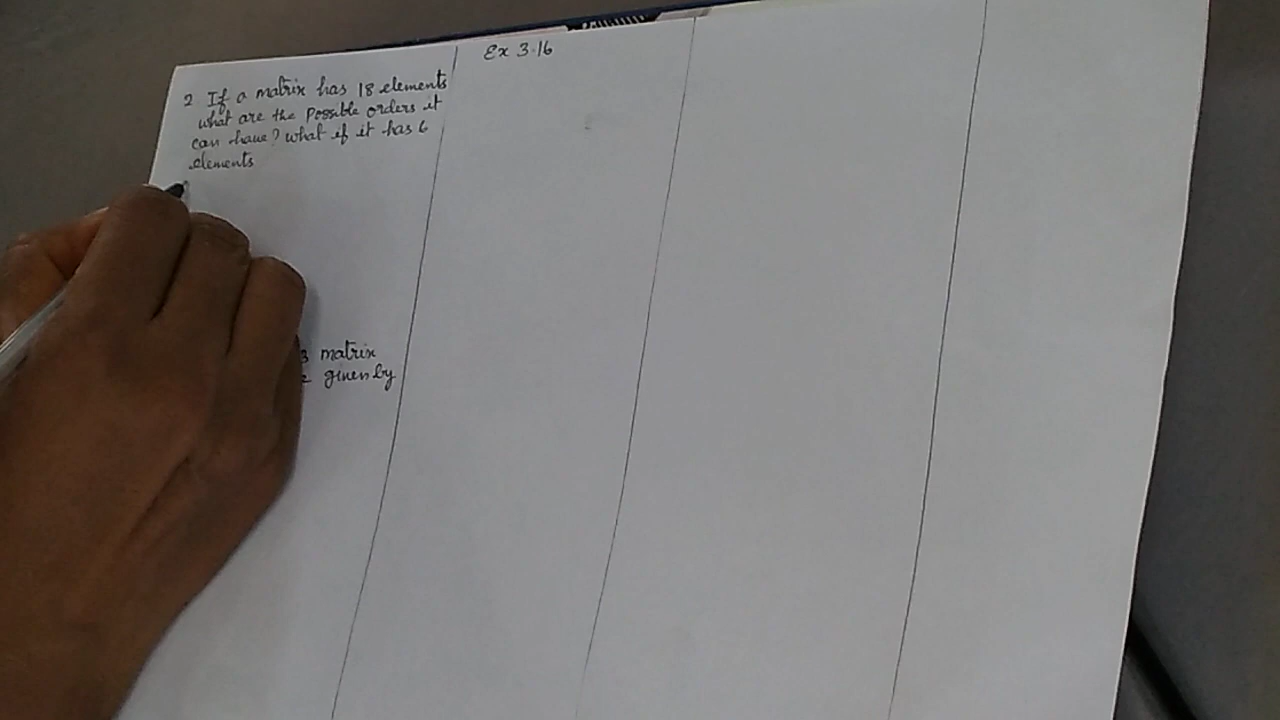 Ex 3.16
2 If a matrix has 18 elements
what are the possible orders it
can have? what if it has 6
elements
3 matrix
given by